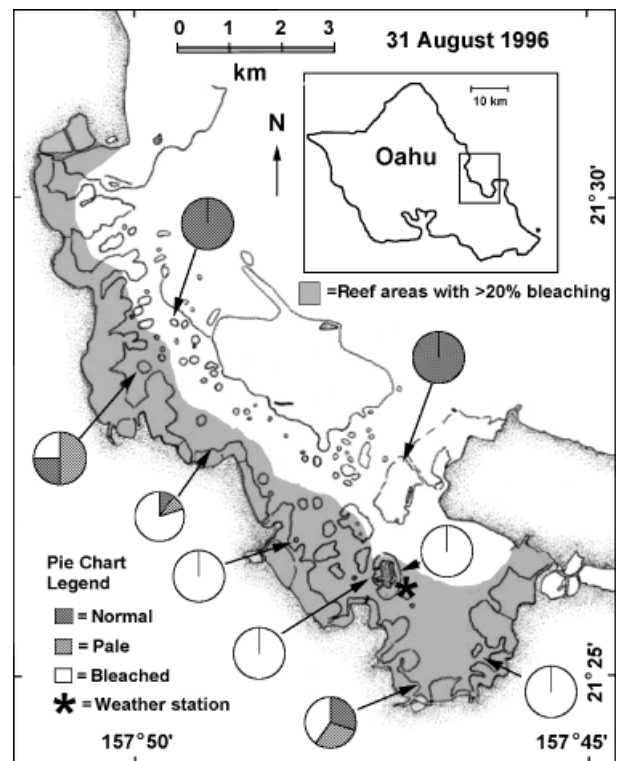 0 1 2 3
km
31 August 1996
N
10 km
Oahu
21°30'
=Reef areas with >20% bleaching
Pie Chart
Legend
= Normal
= Pale
= Bleached
* = Weather station
21°25'
157°50'
157°45'